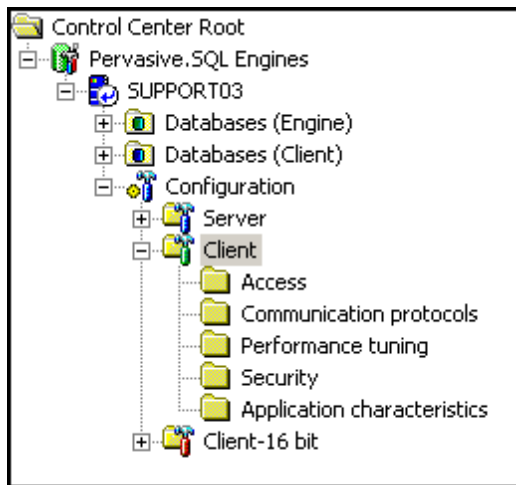 Control Center Root
Pervasive.SQL Engines
SUPPORT03
Databases (Engine)
Databases (Client)
Configuration
Server
Client
Access
Communication protocols
Performance tuning
Security
Application characteristics
Client-16 bit